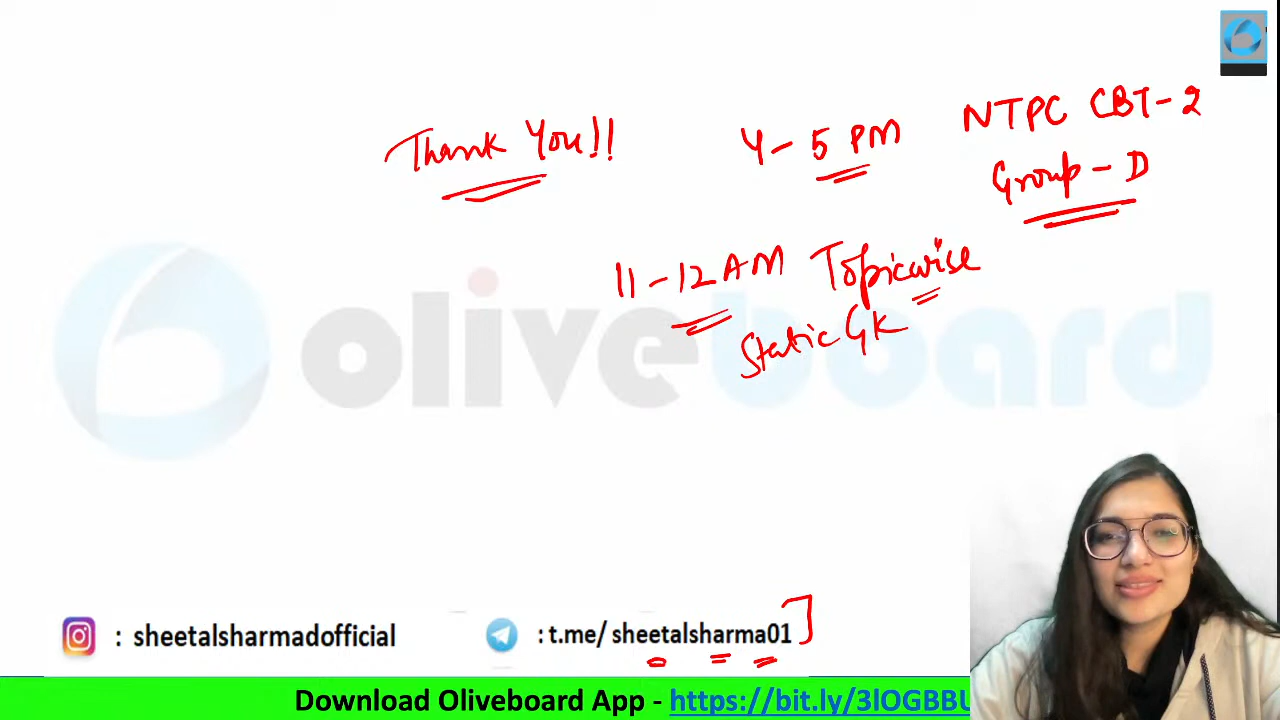 Thank You!!
4 - 5 PM
NTPC CBT - 2
Group - D
11 - 12 AM Topicwise
Static GK
oliveboard
: sheetalsharmadofficial
: t.me/ sheetalsharma01 ]
Download Oliveboard App - https://bit.ly/3lOGBBU